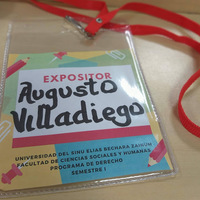 EXPOSITOR
Augusto
Villadiego
UNIVERSIDAD DEL SINU ELIAS BECHARA ZAINUM
FACULTAD DE CIENCIAS SOCIALES Y HUMANAS
PROGRAMA DE DERECHO
SEMESTRE I